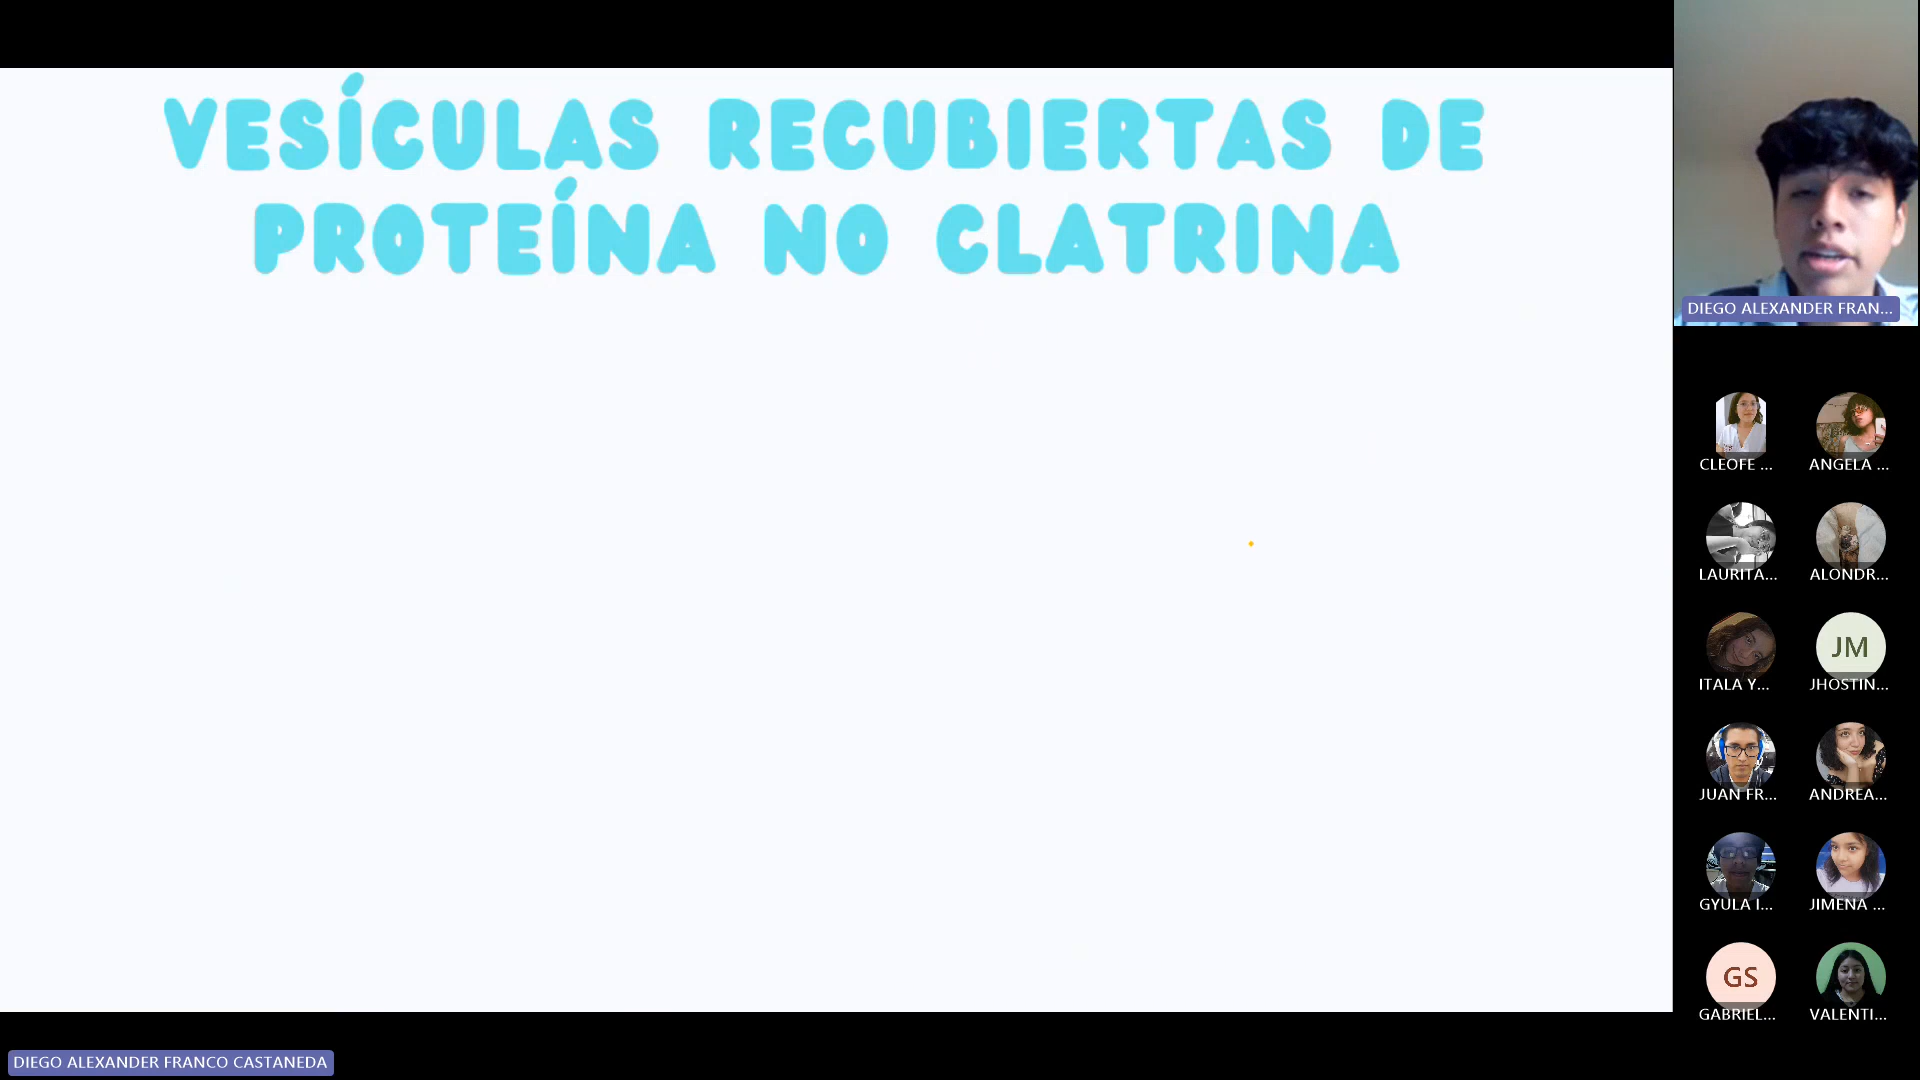 VESÍCULAS RECUBIERTAS DE
PROTEÍNA NO CLATRINA
DIEGO ALEXANDER FRAN...
CLEOFE ...
ANGELA ...
LAURITA...
ALONDR...
ITALA Y...
JM
JHOSTIN...
JUAN FR...
ANDREA...
GYULA I...
JIMENA ...
GS
GABRIEL...
VALENTI...
DIEGO ALEXANDER FRANCO CASTANEDA